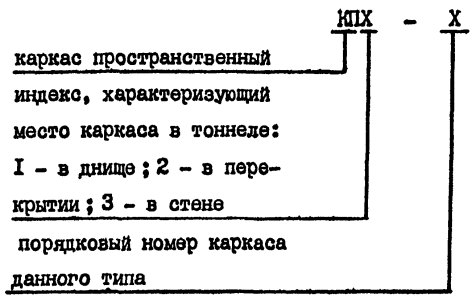 КПХ - Х
каркас пространственный
индекс, характеризующий
место каркаса в тоннеле:
I - в днище; 2 - в пере-
крытии; 3 - в стене
порядковый номер каркаса
данного типа